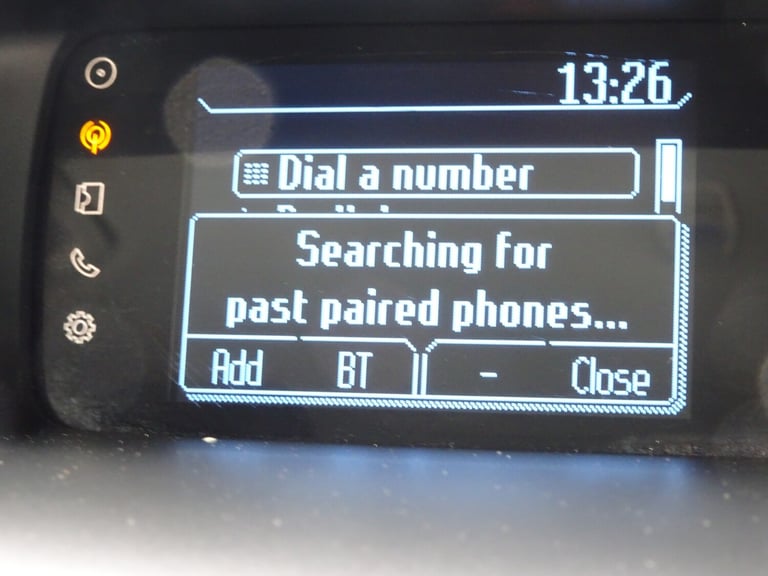 13:26
Dial a number
Searching for
past paired phones...
Add BT - Close